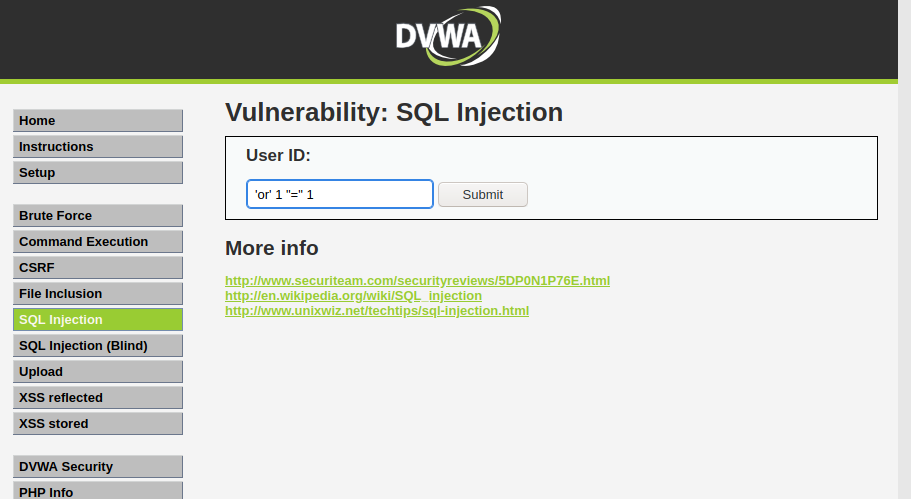 DVWA
Home
Instructions
Setup
Brute Force
Command Execution
CSRF
File Inclusion
SQL Injection
SQL Injection (Blind)
Upload
XSS reflected
XSS stored
DVWA Security
PHP Info
Vulnerability: SQL Injection
User ID:
'or' 1 "=" 1 Submit
More info
http://www.securiteam.com/securityreviews/5DP0N1P76E.html
http://en.wikipedia.org/wiki/SQL_injection
http://www.unixwiz.net/techtips/sql-injection.html